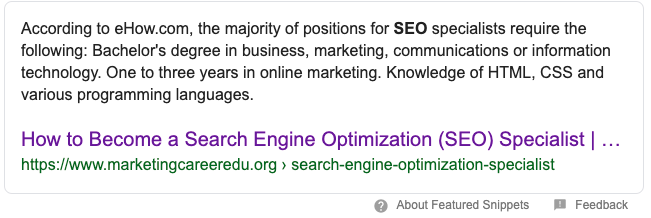 According to eHow.com, the majority of positions for SEO specialists require the
following: Bachelor's degree in business, marketing, communications or information
technology. One to three years in online marketing. Knowledge of HTML, CSS and
various programming languages.
How to Become a Search Engine Optimization (SEO) Specialist | ...
https://www.marketingcareeredu.org › search-engine-optimization-specialist
About Featured Snippets Feedback